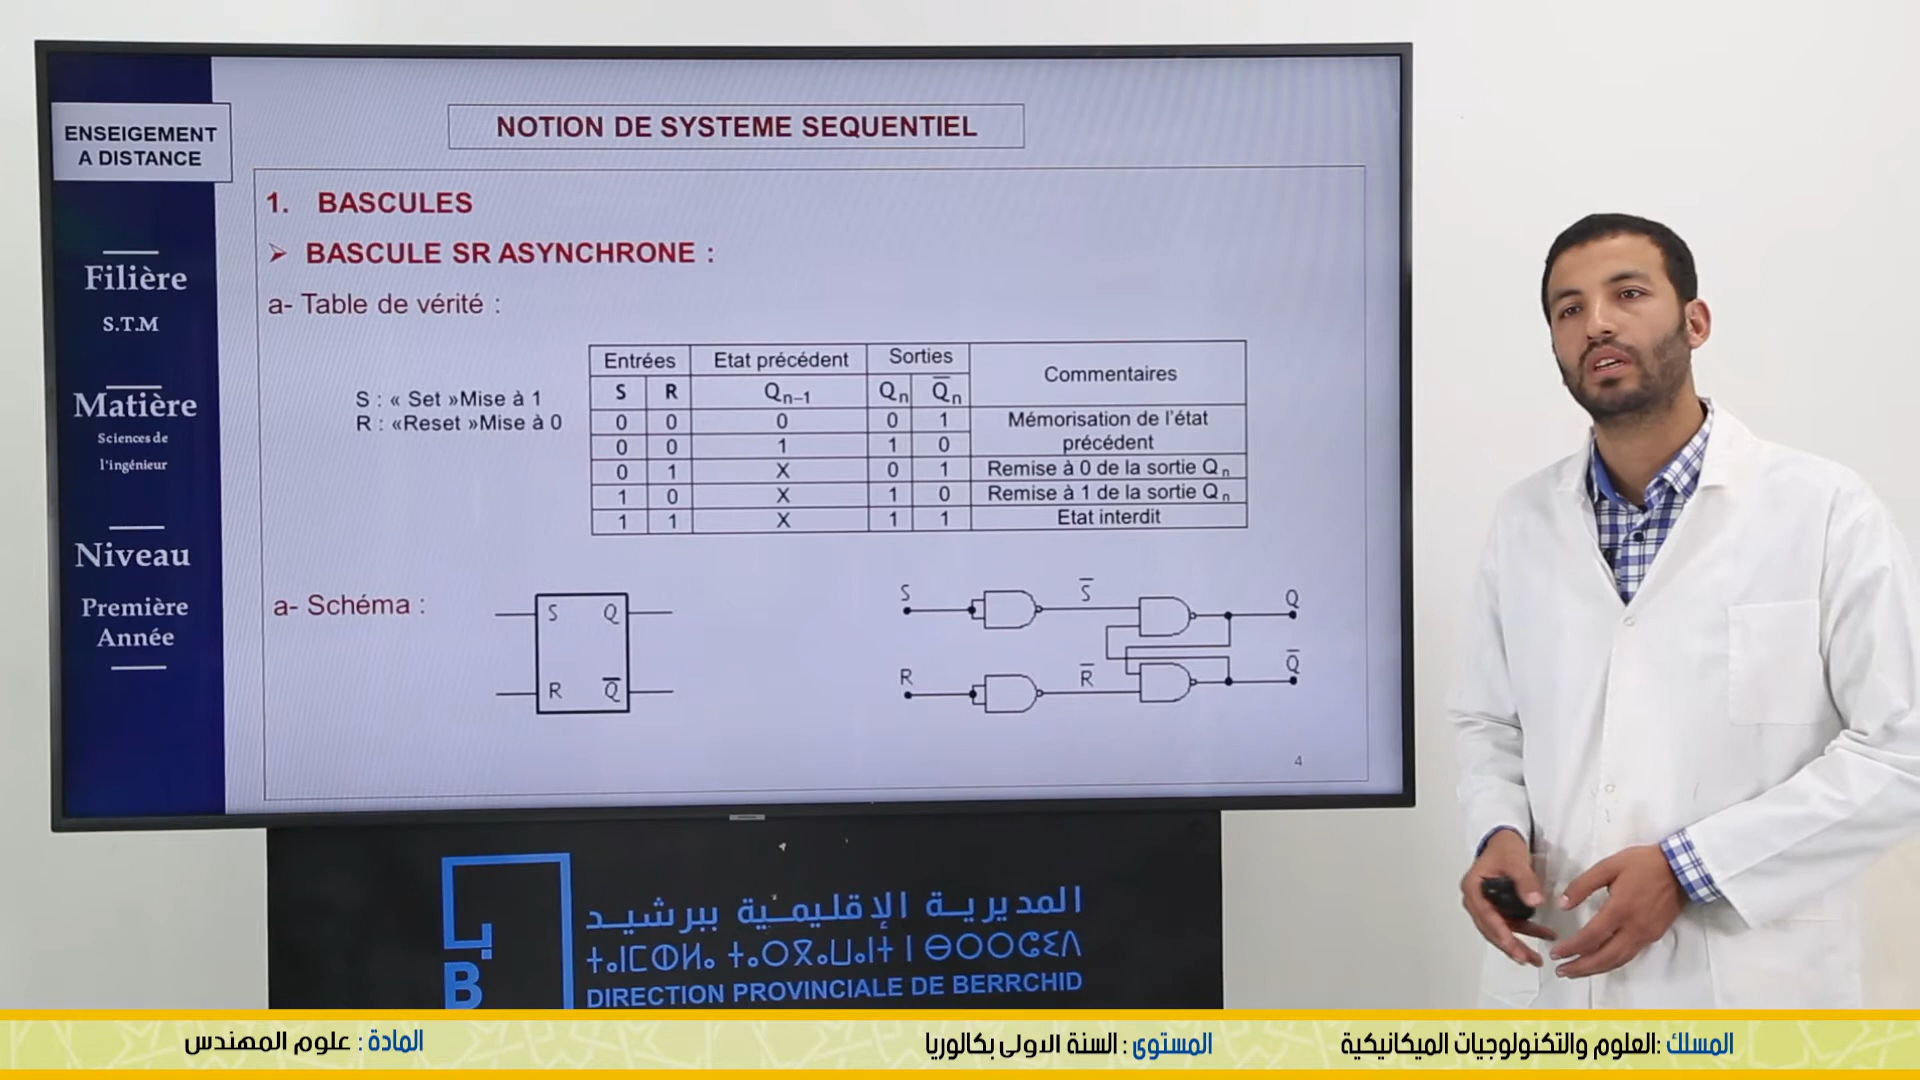 ENSEIGEMENT
A DISTANCE
Filière
S.T.M
Matière
Sciences de
l'ingénieur
Niveau
Première
Année
NOTION DE SYSTEME SEQUENTIEL
1. BASCULES
➢ BASCULE SR ASYNCHRONE :
a- Table de vérité :
S : « Set »Mise à 1
R : «Reset »Mise à 0
Entrées Etat précédent Sorties Commentaires
S R Qn–1 Qn Q̅n
0 0 0 0 1 Mémorisation de l'état
0 0 1 1 0 précédent
0 1 X 0 1 Remise à 0 de la sortie Qn
1 0 X 1 0 Remise à 1 de la sortie Qn
1 1 X 1 1 Etat interdit
a- Schéma :
S Q
R Q̅
S S̅ Q
R R̅ Q̅
4
المديرية الإقليمية ببرشيد
ⵜⴰⵏⵎⵀⵍⴰ ⵜⴰⵔⴳⴰⵡⴰⵏⵜ ⵏ ⴱⵔⵔⵛⵉⴷ
DIRECTION PROVINCIALE DE BERRCHID
B
المسلك :العلوم والتكنولوجيات الميكانيكية
المستوى : السنة الاولى بكالوريا
المادة : علوم المهندس